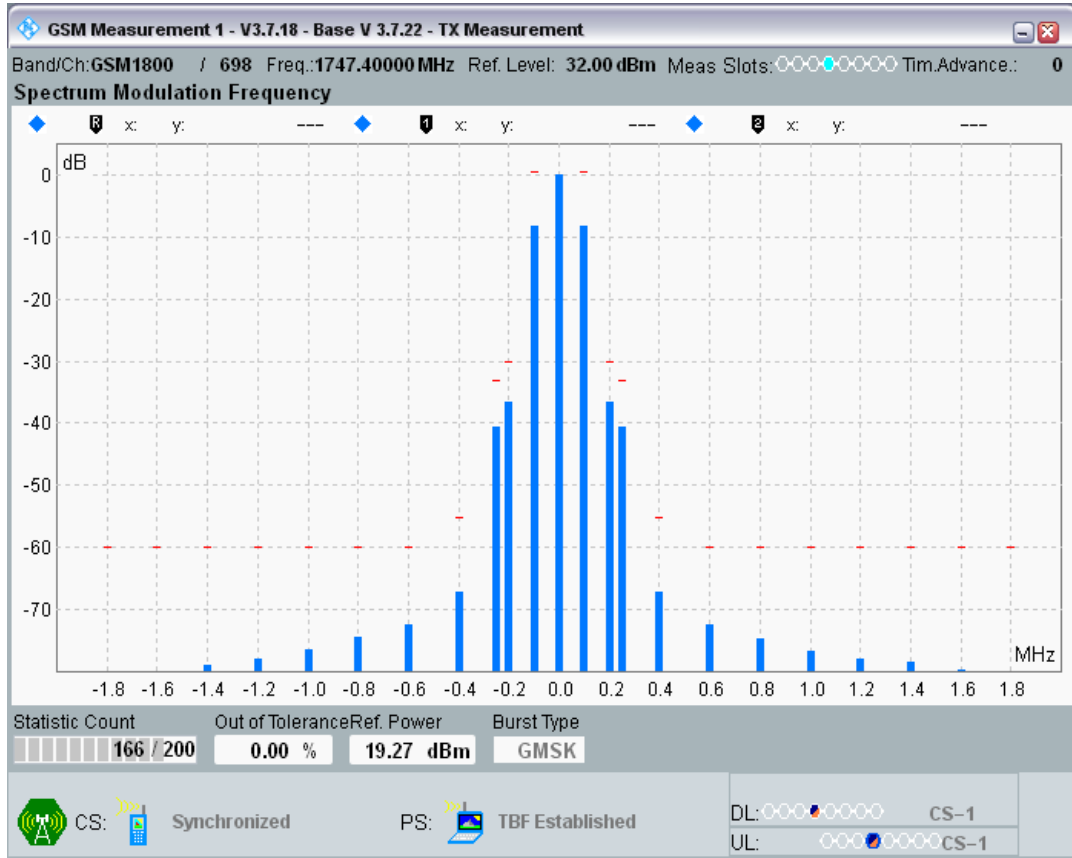 GSM Measurement 1 - V3.7.18 - Base V 3.7.22 - TX Measurement
Band/Ch:GSM1800 / 698 Freq.:1747.40000 MHz Ref. Level: 32.00 dBm Meas Slots: Tim.Advance.: 0
Spectrum Modulation Frequency
R x: y: --- 1 x: y: --- 2 x: y: ---
dB
0
-10
-20
-30
-40
-50
-60
-70
MHz
-1.8 -1.6 -1.4 -1.2 -1.0 -0.8 -0.6 -0.4 -0.2 0.0 0.2 0.4 0.6 0.8 1.0 1.2 1.4 1.6 1.8
Statistic Count Out of Tolerance Ref. Power Burst Type
166 / 200 0.00 % 19.27 dBm GMSK
CS: Synchronized PS: TBF Established DL: CS-1
UL: CS-1